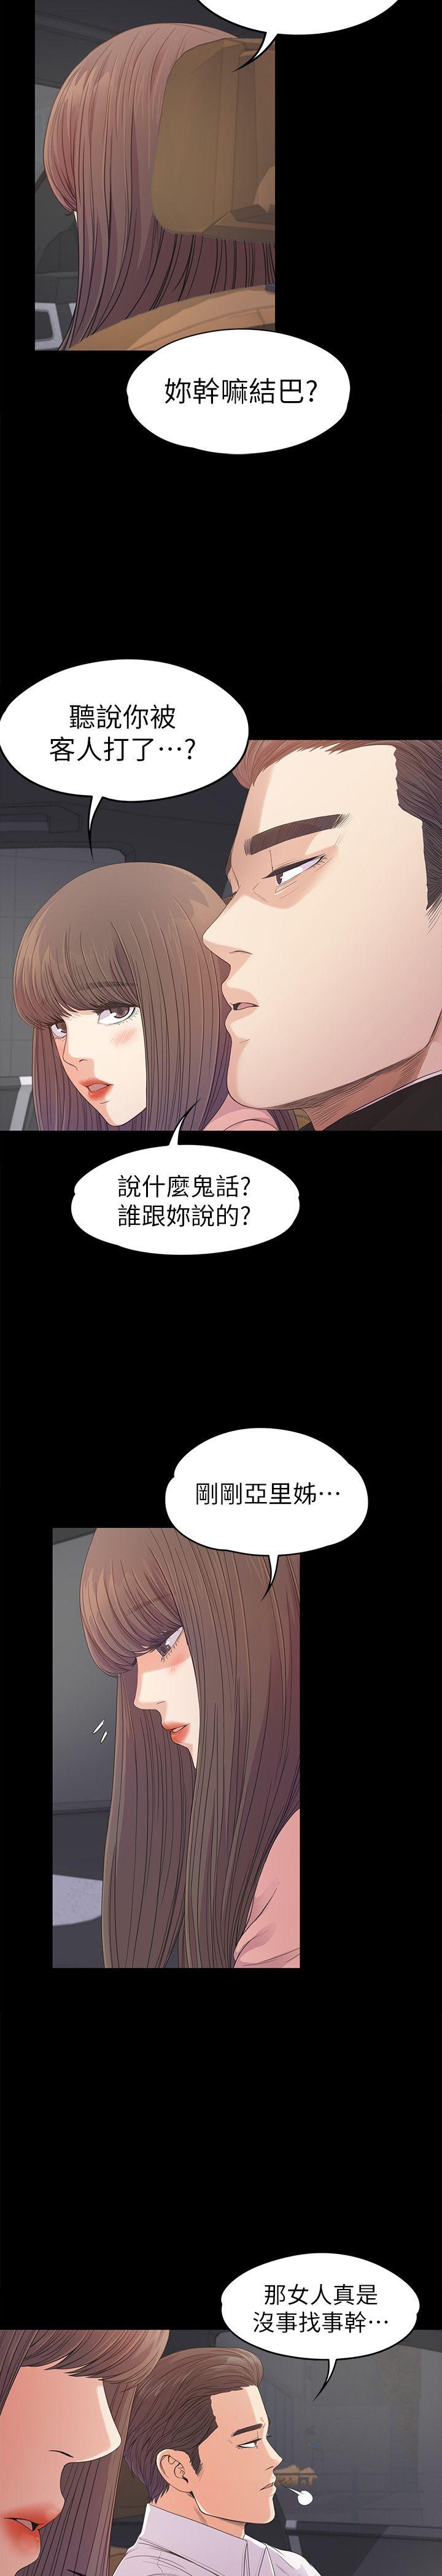 妳幹嘛結巴?
聽說你被
客人打了…?
說什麼鬼話?
誰跟妳說的?
剛剛亞里姊…
那女人真是
沒事找事幹…